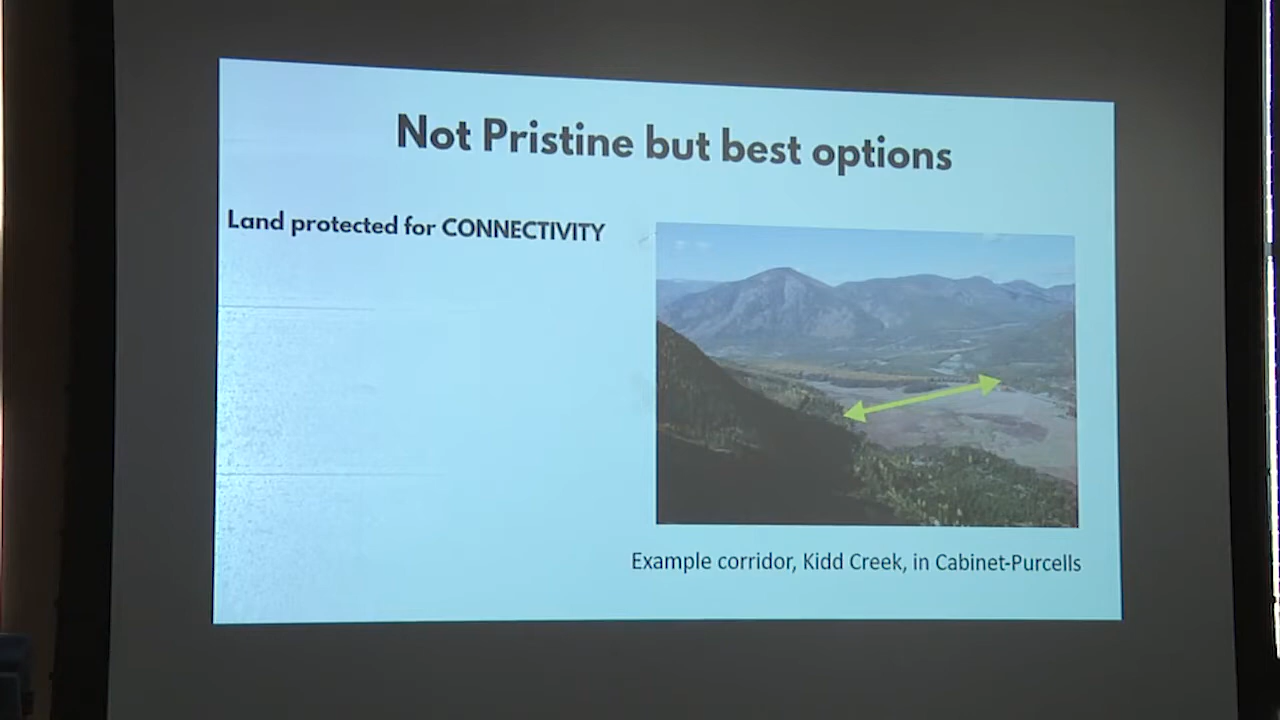 Not Pristine but best options
Land protected for CONNECTIVITY
Example corridor, Kidd Creek, in Cabinet-Purcells